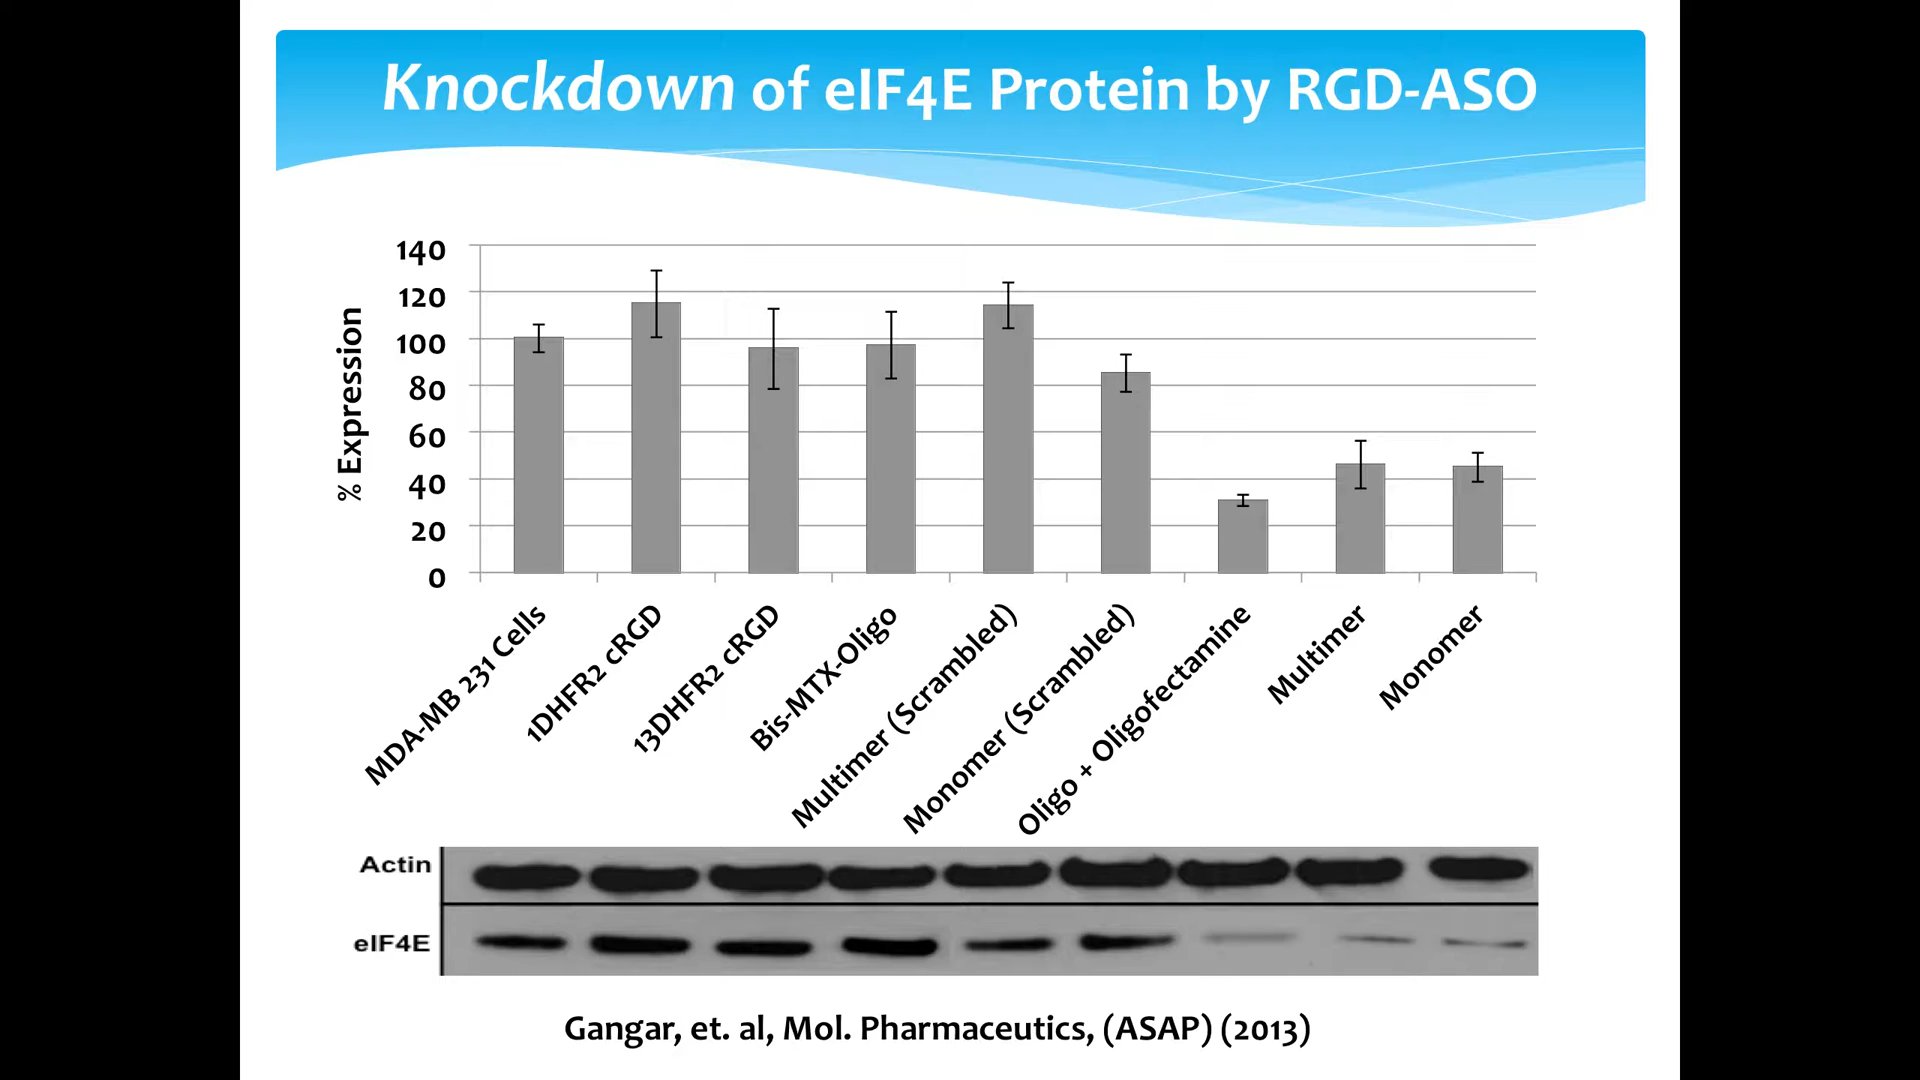 Knockdown of eIF4E Protein by RGD-ASO
140
120
100
80
60
40
20
0
% Expression
MDA-MB 231 Cells
1DHFR2 cRGD
13DHFR2 cRGD
Bis-MTX-Oligo
Multimer (Scrambled)
Monomer (Scrambled)
Oligo + Oligofectamine
Multimer
Monomer
Actin
eIF4E
Gangar, et. al, Mol. Pharmaceutics, (ASAP) (2013)